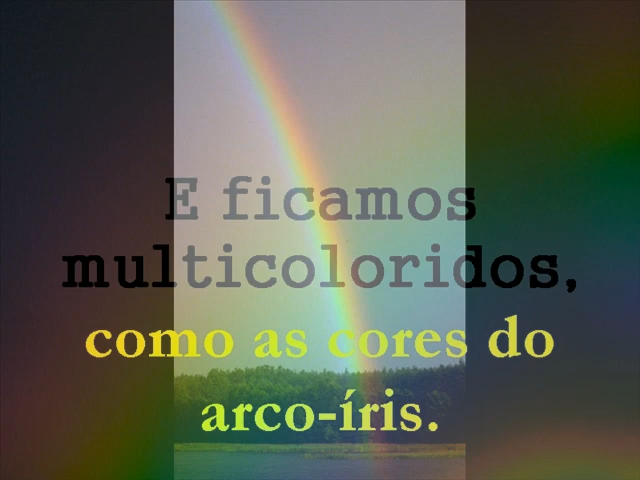 E ficamos
multicoloridos,
como as cores do
arco-íris.